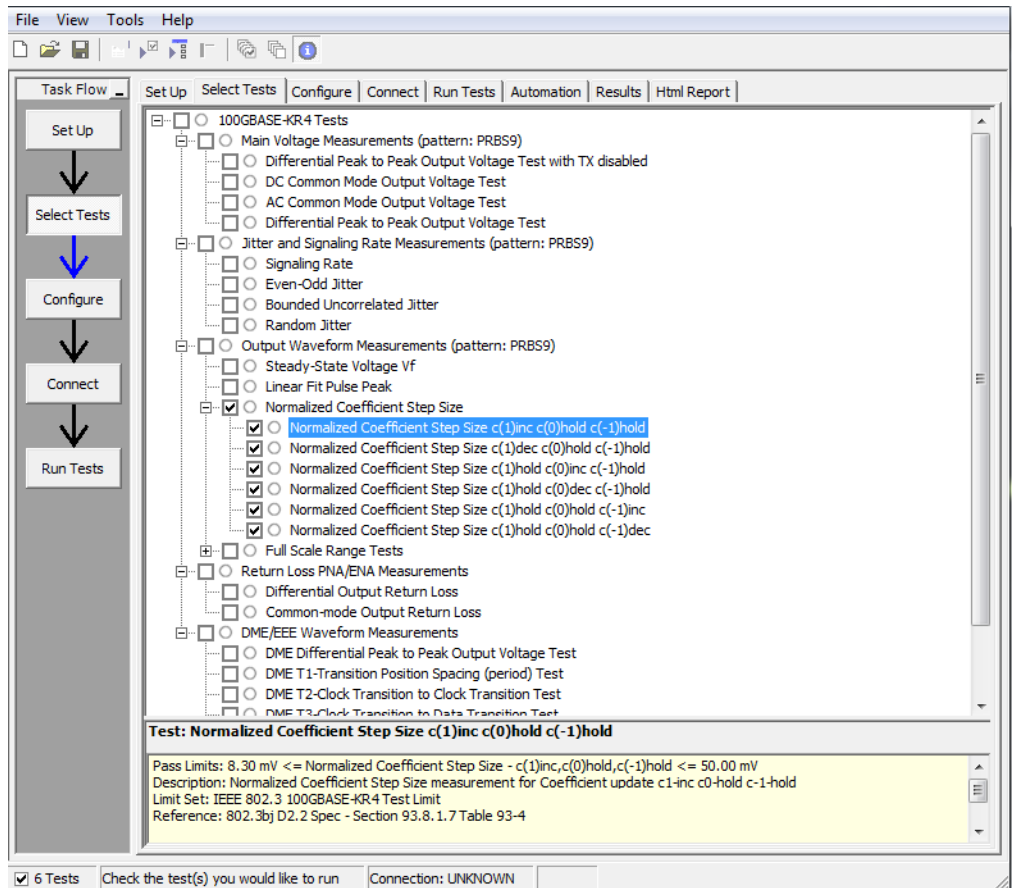 File View Tools Help
Task Flow
Set Up
Select Tests
Configure
Connect
Run Tests
Set Up Select Tests Configure Connect Run Tests Automation Results Html Report
100GBASE-KR4 Tests
Main Voltage Measurements (pattern: PRBS9)
Differential Peak to Peak Output Voltage Test with TX disabled
DC Common Mode Output Voltage Test
AC Common Mode Output Voltage Test
Differential Peak to Peak Output Voltage Test
Jitter and Signaling Rate Measurements (pattern: PRBS9)
Signaling Rate
Even-Odd Jitter
Bounded Uncorrelated Jitter
Random Jitter
Output Waveform Measurements (pattern: PRBS9)
Steady-State Voltage Vf
Linear Fit Pulse Peak
Normalized Coefficient Step Size
Normalized Coefficient Step Size c(1)inc c(0)hold c(-1)hold
Normalized Coefficient Step Size c(1)dec c(0)hold c(-1)hold
Normalized Coefficient Step Size c(1)hold c(0)inc c(-1)hold
Normalized Coefficient Step Size c(1)hold c(0)dec c(-1)hold
Normalized Coefficient Step Size c(1)hold c(0)hold c(-1)inc
Normalized Coefficient Step Size c(1)hold c(0)hold c(-1)dec
Full Scale Range Tests
Return Loss PNA/ENA Measurements
Differential Output Return Loss
Common-mode Output Return Loss
DME/EEE Waveform Measurements
DME Differential Peak to Peak Output Voltage Test
DME T1-Transition Position Spacing (period) Test
DME T2-Clock Transition to Clock Transition Test
DME T3-Clock Transition to Data Transition Test
Test: Normalized Coefficient Step Size c(1)inc c(0)hold c(-1)hold
Pass Limits: 8.30 mV <= Normalized Coefficient Step Size - c(1)inc,c(0)hold,c(-1)hold <= 50.00 mV
Description: Normalized Coefficient Step Size measurement for Coefficient update c1-inc c0-hold c-1-hold
Limit Set: IEEE 802.3 100GBASE-KR4 Test Limit
Reference: 802.3bj D2.2 Spec - Section 93.8.1.7 Table 93-4
6 Tests Check the test(s) you would like to run Connection: UNKNOWN